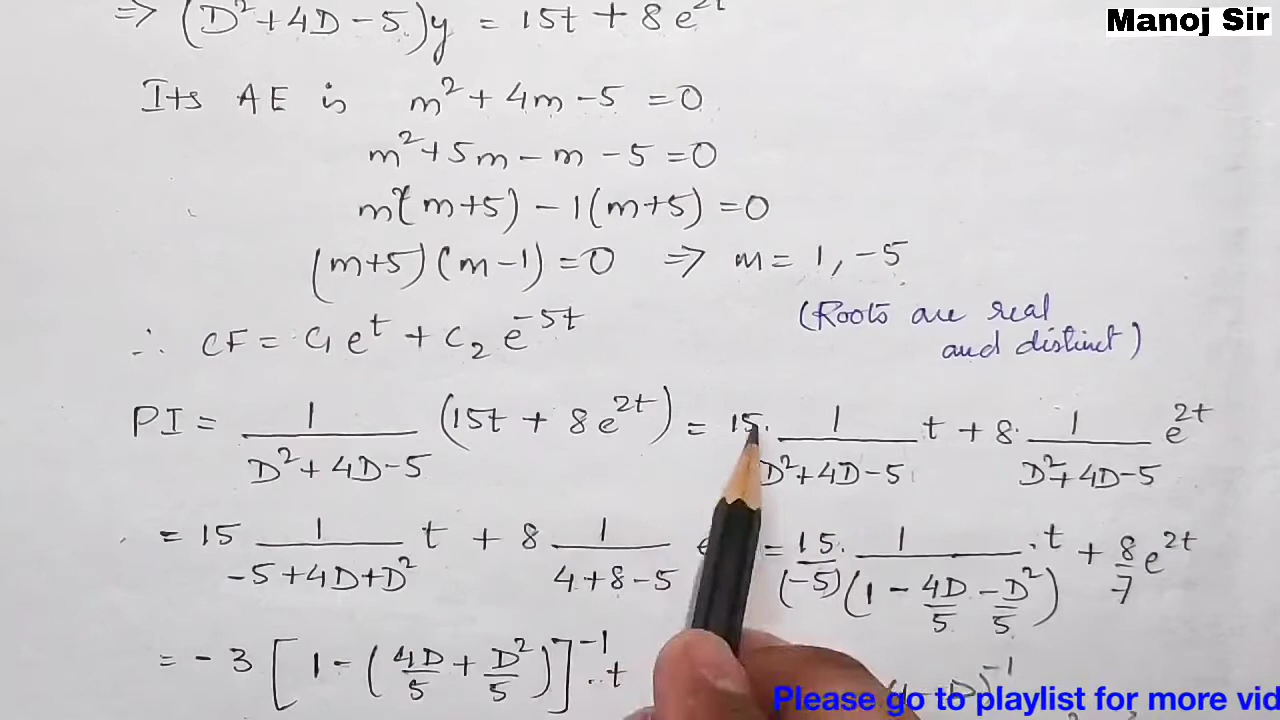 Manoj Sir
⇒ (D²+4D-5)y = 15t + 8e^{2t}
Its AE is m² + 4m - 5 = 0
m² + 5m - m - 5 = 0
m(m+5) - 1(m+5) = 0
(m+5)(m-1) = 0 ⇒ m = 1, -5
(Roots are real
and distinct)
∴ CF = C₁e^t + C₂e^{-5t}
PI = 1/(D²+4D-5) (15t + 8e^{2t}) = 15. 1/(D²+4D-5) t + 8. 1/(D²+4D-5) e^{2t}
= 15 1/(-5+4D+D²) t + 8 1/(4+8-5) = 15/(-5) . 1/(1 - 4D/5 - D²/5) .t + 8/7 e^{2t}
= -3 [1 - (4D/5 + D²/5)]^{-1} . t
Please go to playlist for more vid